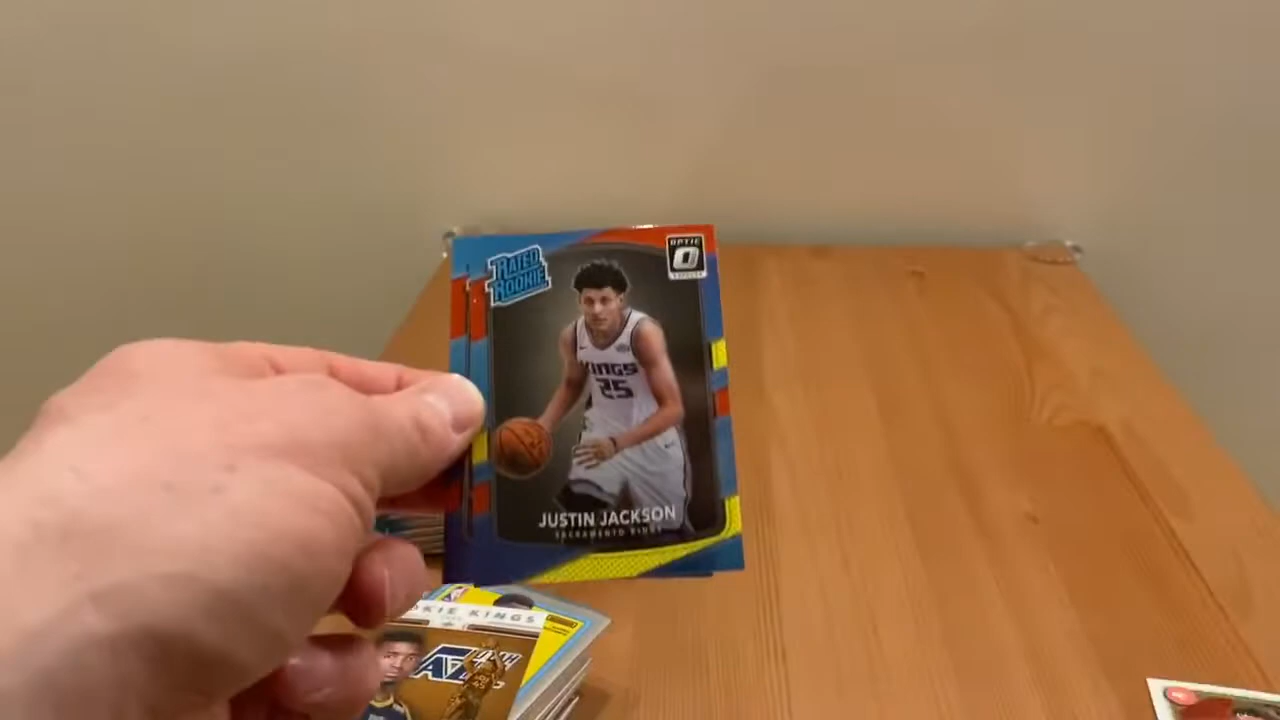 RATED
ROOKIE
OPTIC
KINGS
25
JUSTIN JACKSON
SACRAMENTO KINGS
KIE KINGS